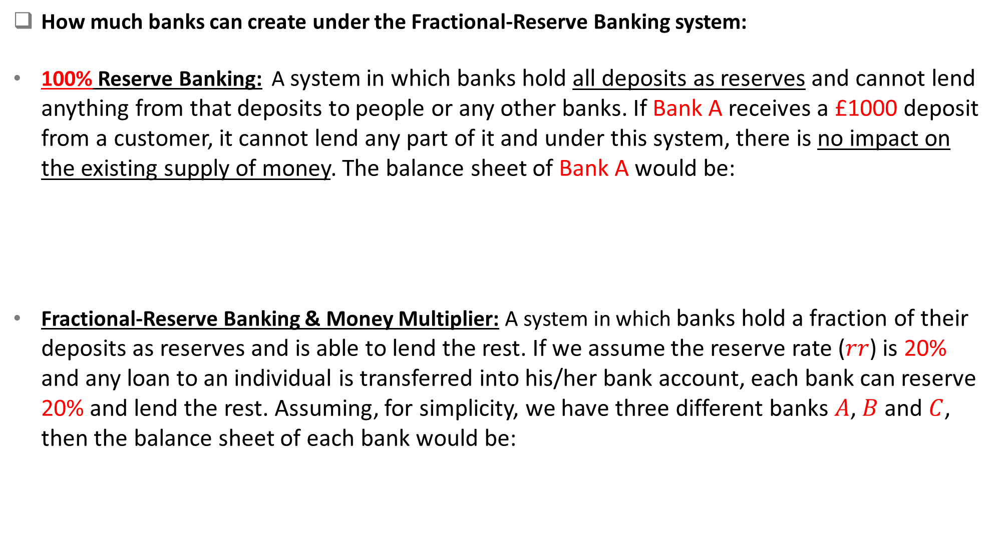 ❑ How much banks can create under the Fractional-Reserve Banking system:
• 100% Reserve Banking: A system in which banks hold all deposits as reserves and cannot lend
anything from that deposits to people or any other banks. If Bank A receives a £1000 deposit
from a customer, it cannot lend any part of it and under this system, there is no impact on
the existing supply of money. The balance sheet of Bank A would be:
• Fractional-Reserve Banking & Money Multiplier: A system in which banks hold a fraction of their
deposits as reserves and is able to lend the rest. If we assume the reserve rate (𝑟𝑟) is 20%
and any loan to an individual is transferred into his/her bank account, each bank can reserve
20% and lend the rest. Assuming, for simplicity, we have three different banks 𝐴, 𝐵 and 𝐶,
then the balance sheet of each bank would be: